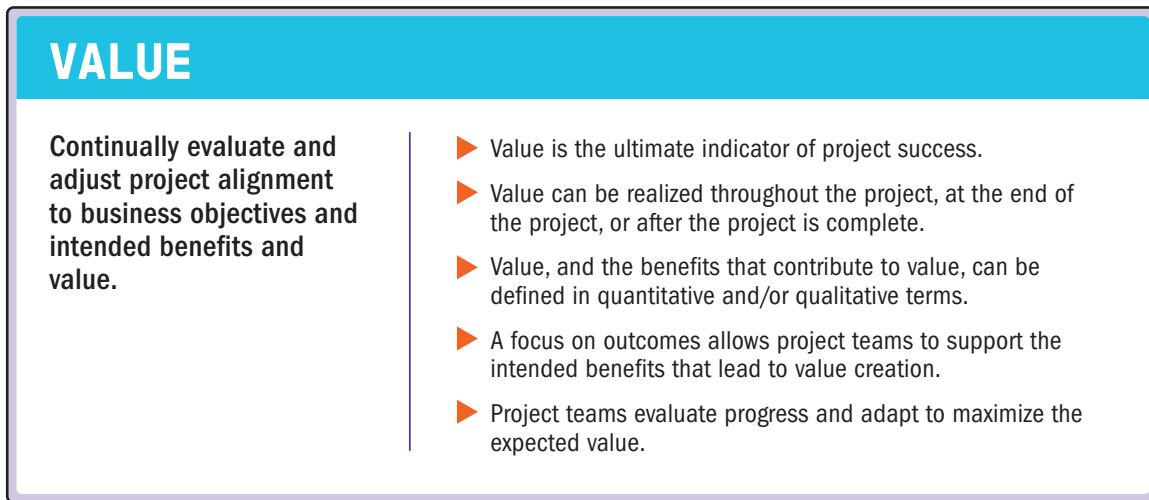 VALUE
Continually evaluate and
adjust project alignment
to business objectives and
intended benefits and
value.
Value is the ultimate indicator of project success.
Value can be realized throughout the project, at the end of
the project, or after the project is complete.
Value, and the benefits that contribute to value, can be
defined in quantitative and/or qualitative terms.
A focus on outcomes allows project teams to support the
intended benefits that lead to value creation.
Project teams evaluate progress and adapt to maximize the
expected value.